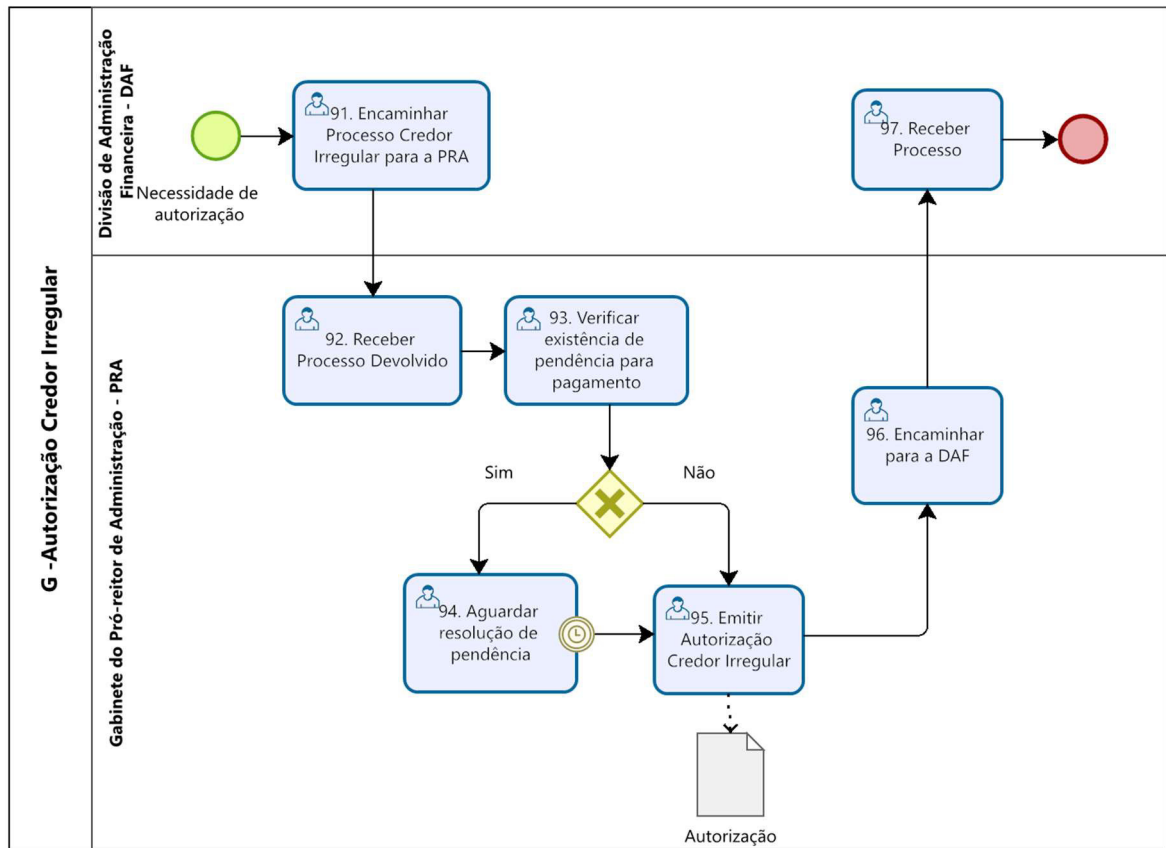 G -Autorização Credor Irregular
Divisão de Administração
Financeira - DAF
Necessidade de
autorização
91. Encaminhar
Processo Credor
Irregular para a PRA
97. Receber
Processo
Gabinete do Pró-reitor de Administração - PRA
92. Receber
Processo Devolvido
93. Verificar
existência de
pendência para
pagamento
Sim
Não
94. Aguardar
resolução de
pendência
95. Emitir
Autorização
Credor Irregular
96. Encaminhar
para a DAF
Autorização